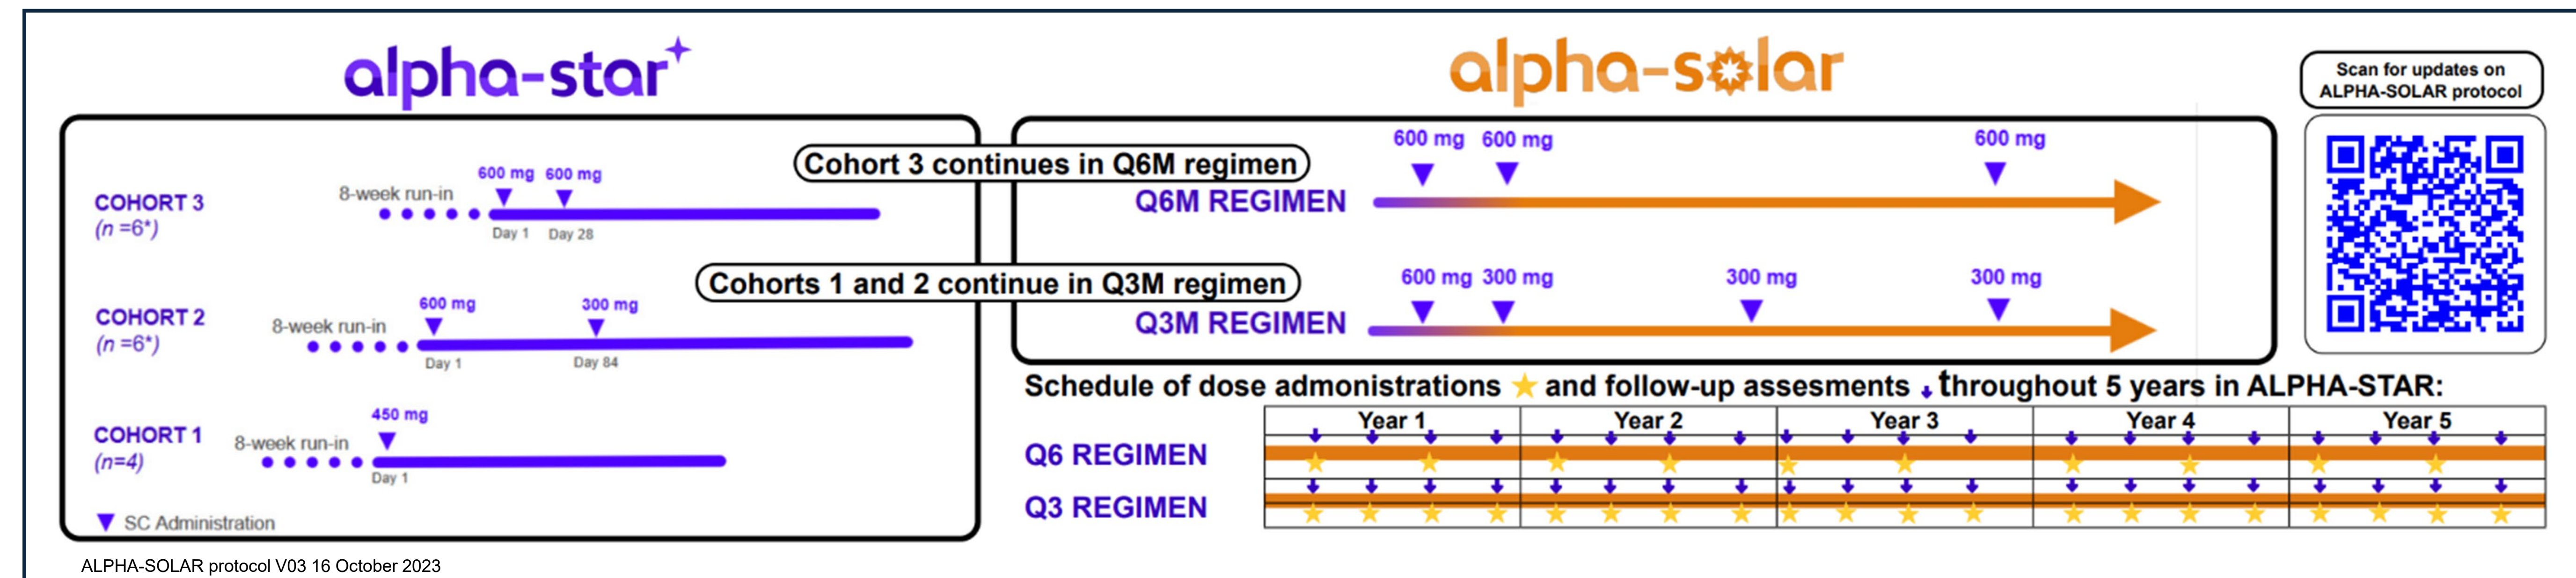 alpha-star
alpha-solar
Scan for updates on
ALPHA-SOLAR protocol
Cohort 3 continues in Q6M regimen
COHORT 3
(n =6*)
8-week run-in
600 mg 600 mg
Day 1 Day 28
600 mg 600 mg 600 mg
Q6M REGIMEN
Cohorts 1 and 2 continue in Q3M regimen
COHORT 2
(n =6*)
8-week run-in
600 mg 300 mg
Day 1 Day 84
600 mg 300 mg 300 mg 300 mg
Q3M REGIMEN
COHORT 1
(n=4)
8-week run-in
450 mg
Day 1
SC Administration
Schedule of dose admonistrations and follow-up assesments throughout 5 years in ALPHA-STAR:
Year 1 Year 2 Year 3 Year 4 Year 5
Q6 REGIMEN
Q3 REGIMEN
ALPHA-SOLAR protocol V03 16 October 2023